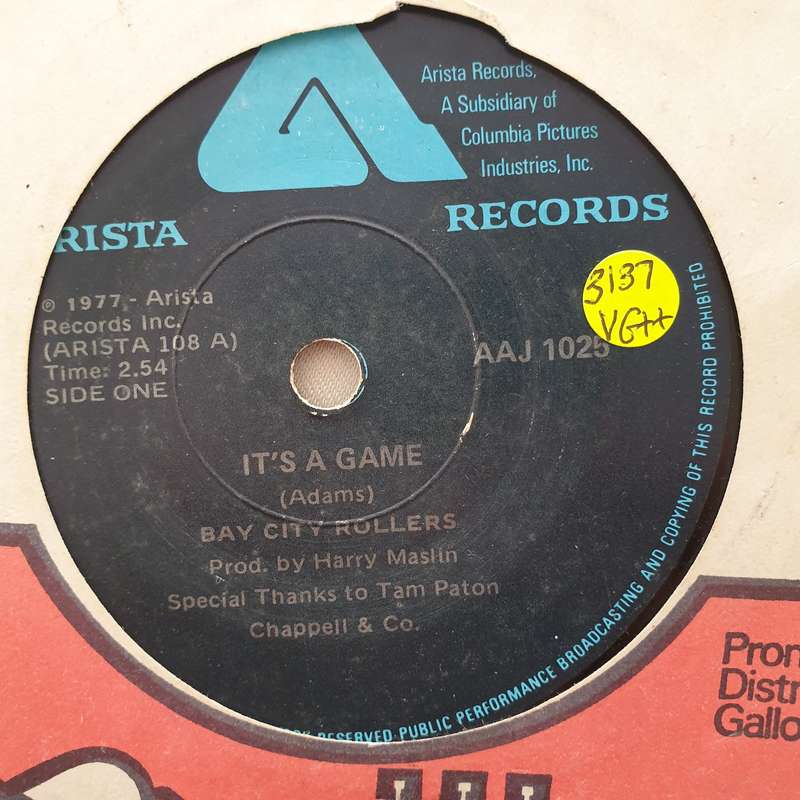 Arista Records,
A Subsidiary of
Columbia Pictures
Industries, Inc.
RISTA RECORDS
℗ 1977,- Arista
Records Inc.
(ARISTA 108 A)
Time: 2.54
SIDE ONE
3137
VG++
AAJ 1025
IT'S A GAME
(Adams)
BAY CITY ROLLERS
Prod. by Harry Maslin
Special Thanks to Tam Paton
Chappell & Co.
RESERVED·PUBLIC PERFORMANCE BROADCASTING AND COPYING OF THIS RECORD PROHIBITED
Pron
Distr
Gallo